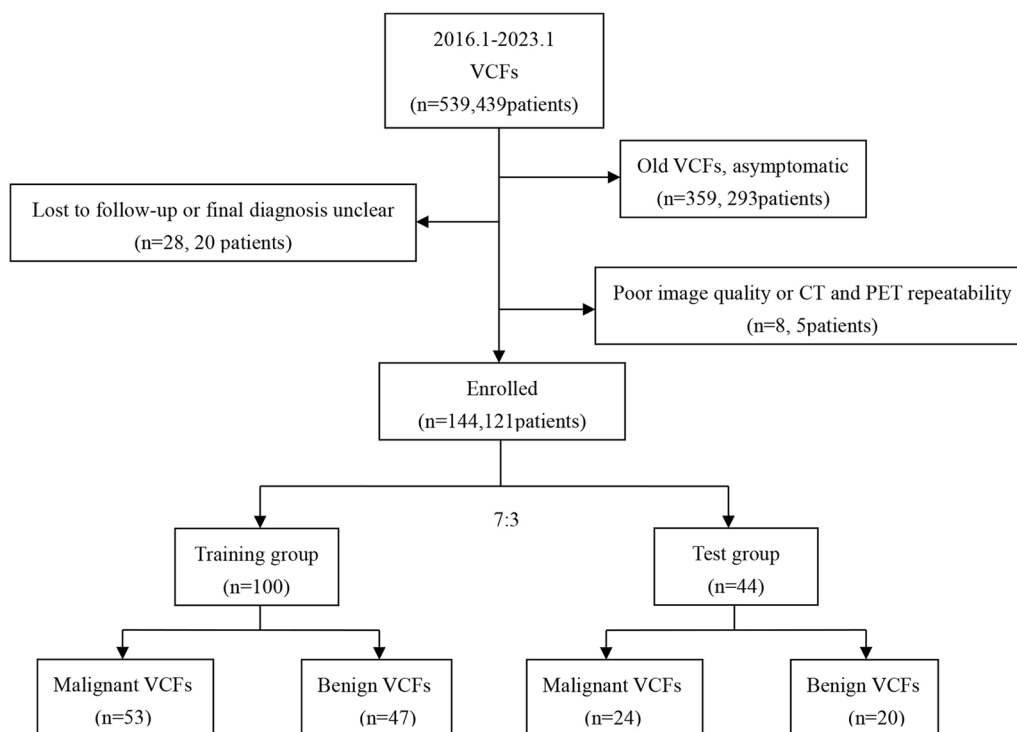 2016.1-2023.1
VCFs
(n=539,439patients)
Old VCFs, asymptomatic
(n=359, 293patients)
Lost to follow-up or final diagnosis unclear
(n=28, 20 patients)
Poor image quality or CT and PET repeatability
(n=8, 5patients)
Enrolled
(n=144,121patients)
7:3
Training group
(n=100)
Test group
(n=44)
Malignant VCFs
(n=53)
Benign VCFs
(n=47)
Malignant VCFs
(n=24)
Benign VCFs
(n=20)